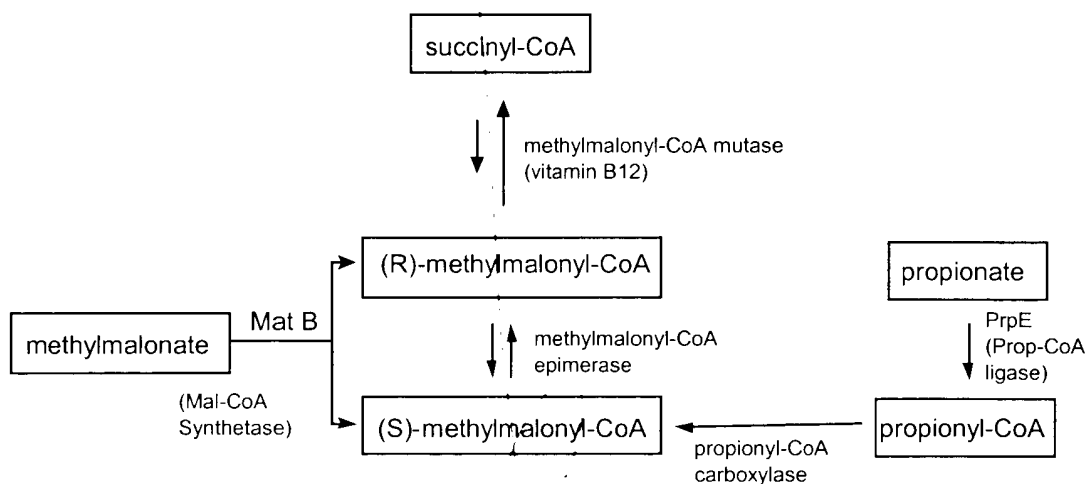 succinyl-CoA
methylmalonyl-CoA mutase
(vitamin B12)
(R)-methylmalonyl-CoA
propionate
Mat B
methylmalonate
methylmalonyl-CoA
epimerase
PrpE
(Prop-CoA
ligase)
(Mal-CoA
Synthetase)
(S)-methylmalonyl-CoA
propionyl-CoA
propionyl-CoA
carboxylase